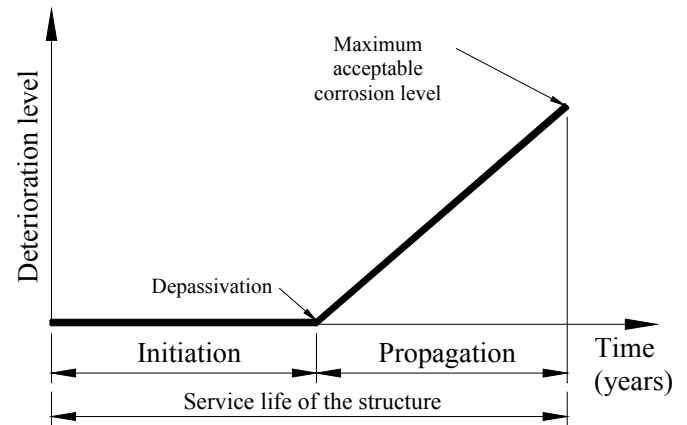 Deterioration level
Maximum
acceptable
corrosion level
Depassivation
Initiation
Propagation
Time
(years)
Service life of the structure